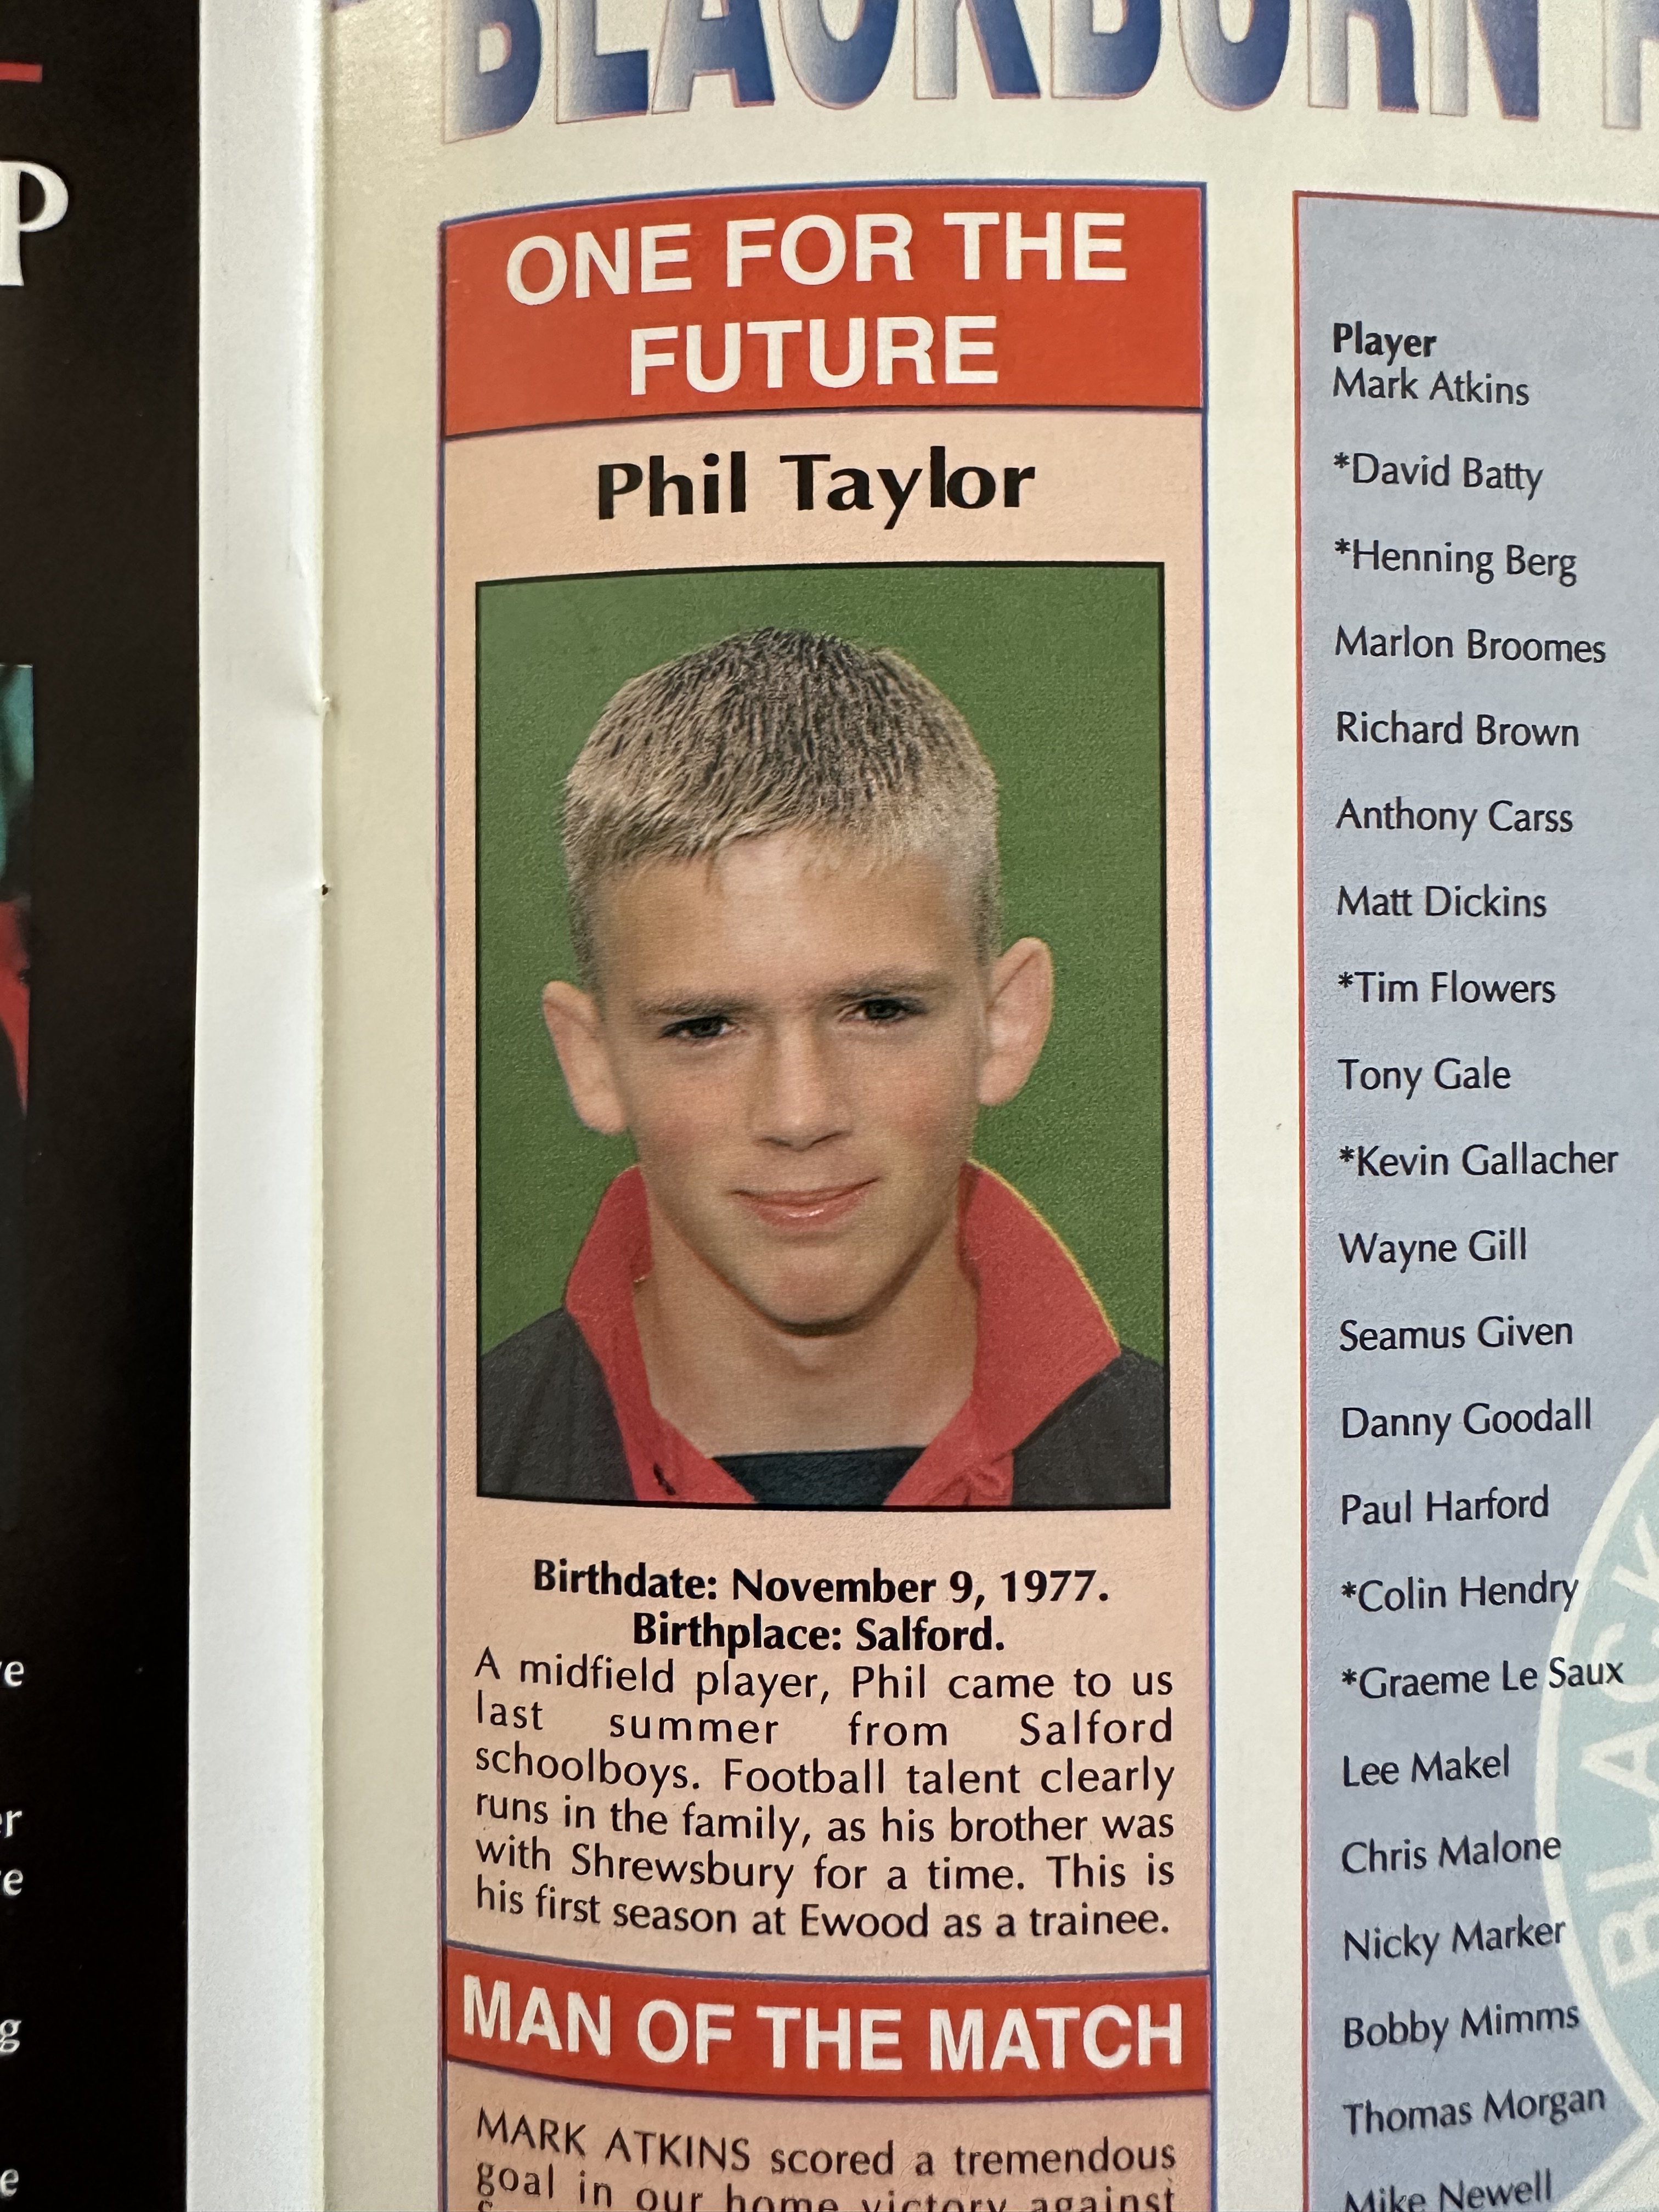 BLACKBURN
ONE FOR THE
FUTURE
Phil Taylor
Birthdate: November 9, 1977.
Birthplace: Salford.
A midfield player, Phil came to us
last summer from Salford
schoolboys. Football talent clearly
runs in the family, as his brother was
with Shrewsbury for a time. This is
his first season at Ewood as a trainee.
MAN OF THE MATCH
MARK ATKINS scored a tremendous
goal in our home victory against
Player
Mark Atkins
*David Batty
*Henning Berg
Marlon Broomes
Richard Brown
Anthony Carss
Matt Dickins
*Tim Flowers
Tony Gale
*Kevin Gallacher
Wayne Gill
Seamus Given
Danny Goodall
Paul Harford
*Colin Hendry
*Graeme Le Saux
Lee Makel
Chris Malone
Nicky Marker
Bobby Mimms
Thomas Morgan
Mike Newell
BLACK